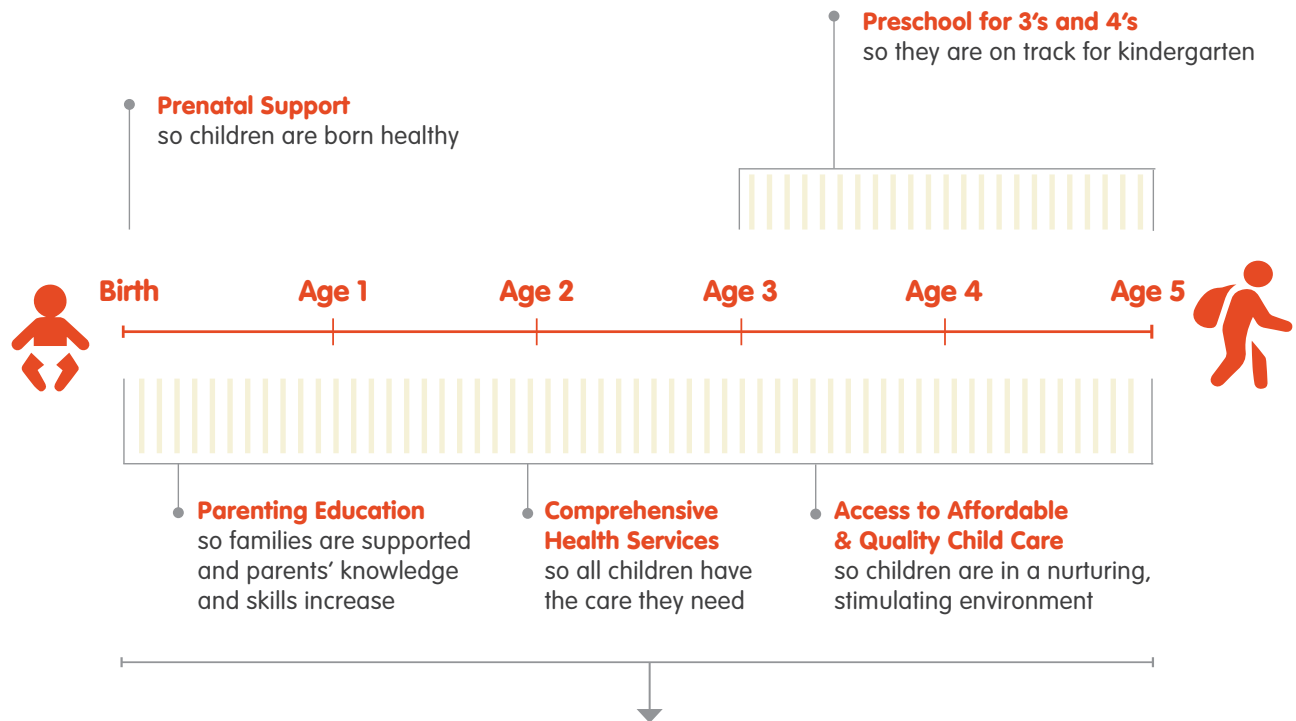 Preschool for 3's and 4's
so they are on track for kindergarten
Prenatal Support
so children are born healthy
Birth
Age 1
Age 2
Age 3
Age 4
Age 5
Parenting Education
so families are supported
and parents' knowledge
and skills increase
Comprehensive
Health Services
so all children have
the care they need
Access to Affordable
& Quality Child Care
so children are in a nurturing,
stimulating environment